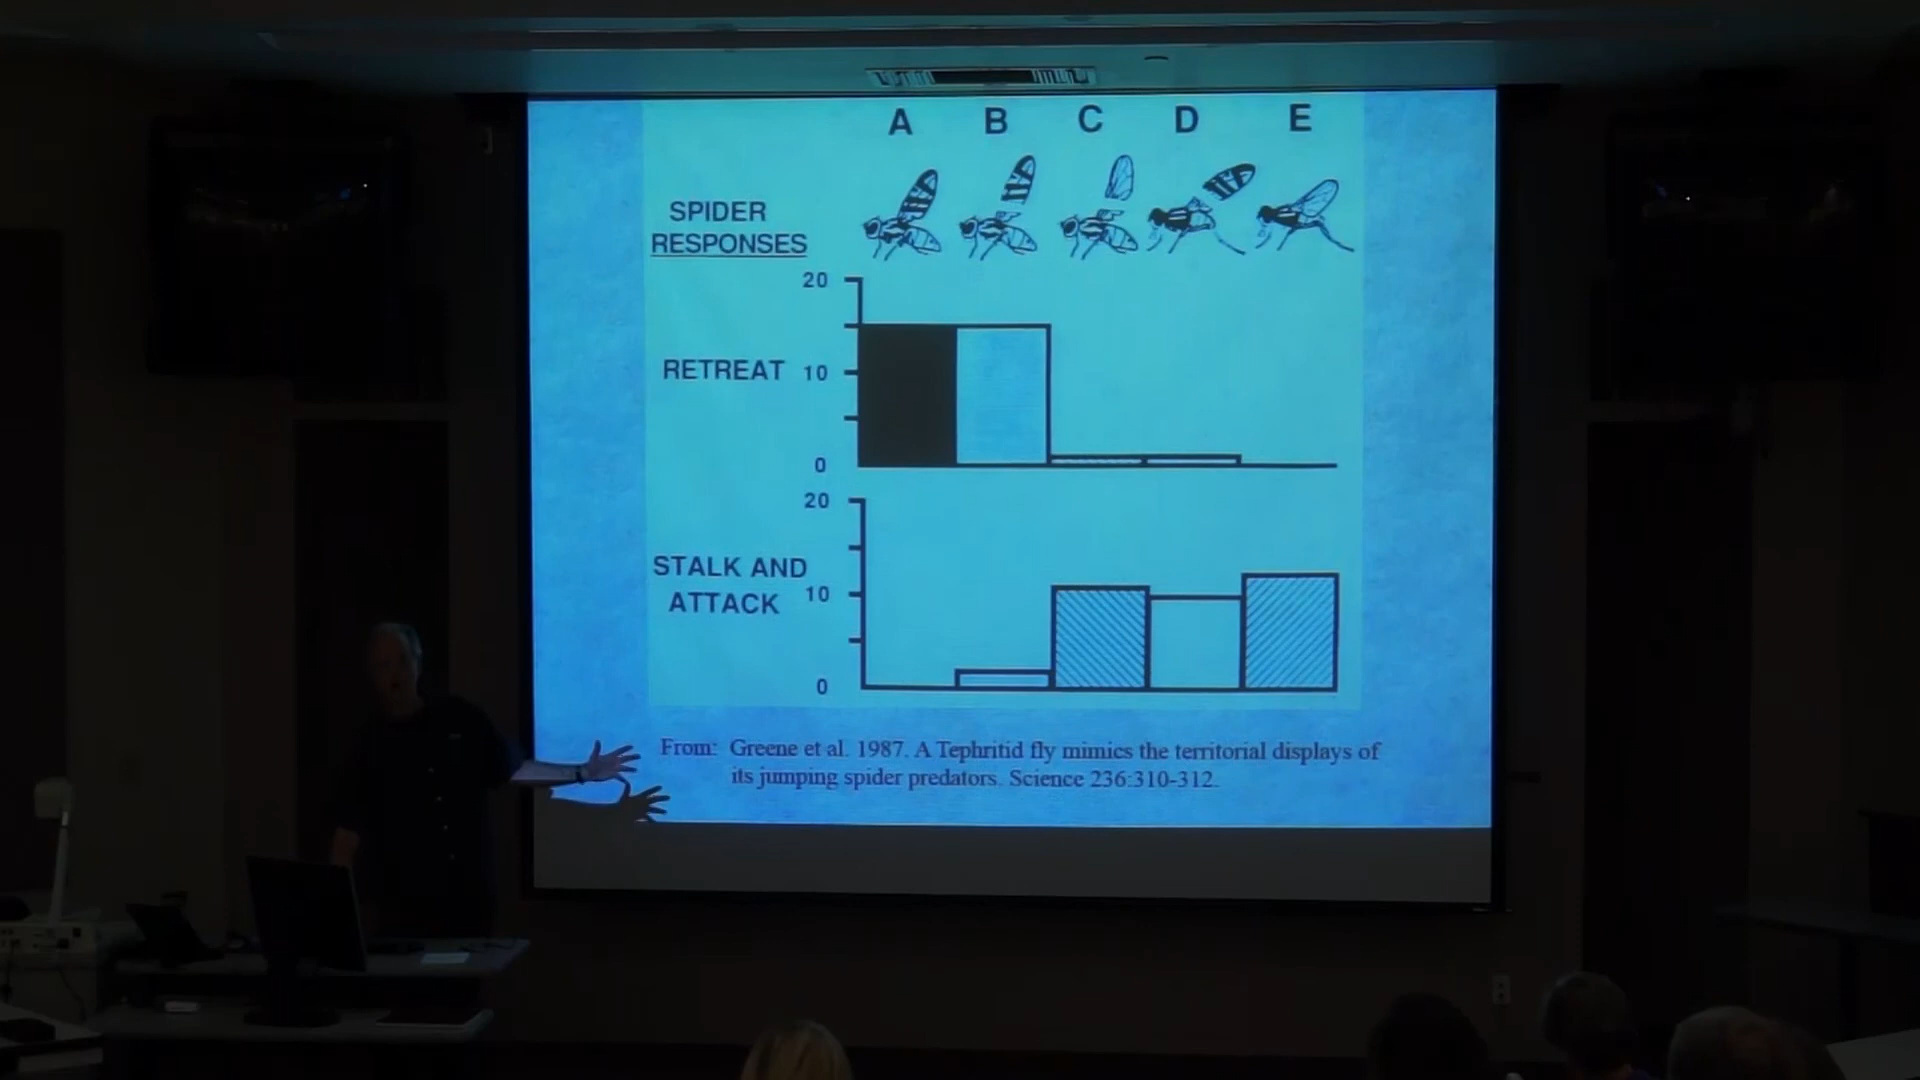 A B C D E
SPIDER
RESPONSES
20
RETREAT 10
0
20
STALK AND
10
ATTACK
0
From: Greene et al. 1987. A Tephritid fly mimics the territorial displays of
its jumping spider predators. Science 236:310-312.